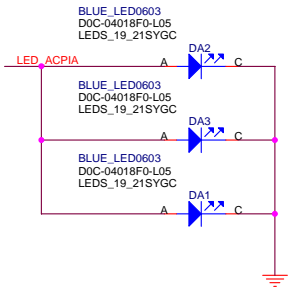 BLUE_LED0603
D0C-04018F0-L05
LEDS_19_21SYGC
DA2
LED_ACPIA
A
C
BLUE_LED0603
D0C-04018F0-L05
LEDS_19_21SYGC
DA3
A
C
BLUE_LED0603
D0C-04018F0-L05
LEDS_19_21SYGC
DA1
A
C